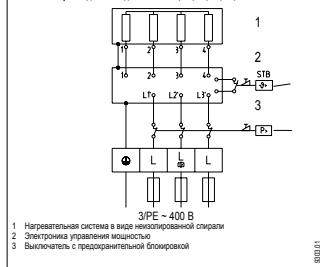 1
1 2 3 4
2
1 2 3 4
STB
L1' L2' L3'
3
P>
L L L
3/PE ~ 400 В
1 Нагревательная система в виде неизолированной спирали
2 Электроника управления мощностью
3 Выключатель с предохранительной блокировкой
9303.01